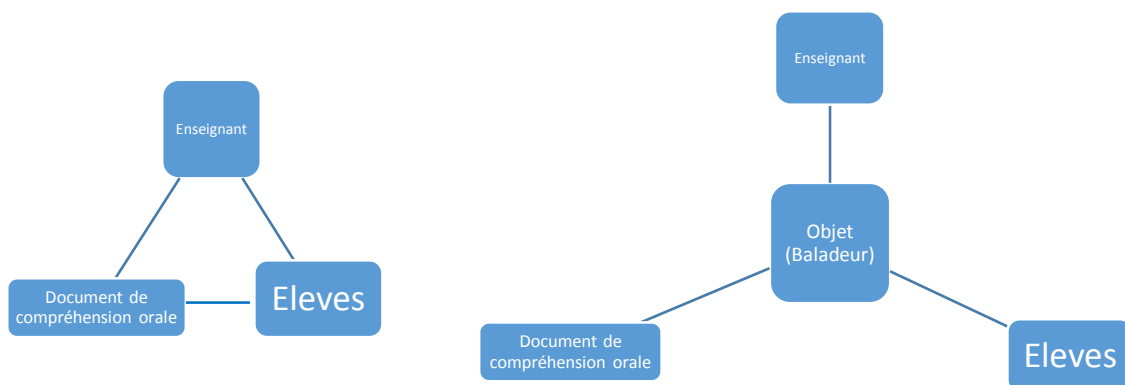 Enseignant
Document de
compréhension orale
Eleves
Enseignant
Objet
(Baladeur)
Document de
compréhension orale
Eleves